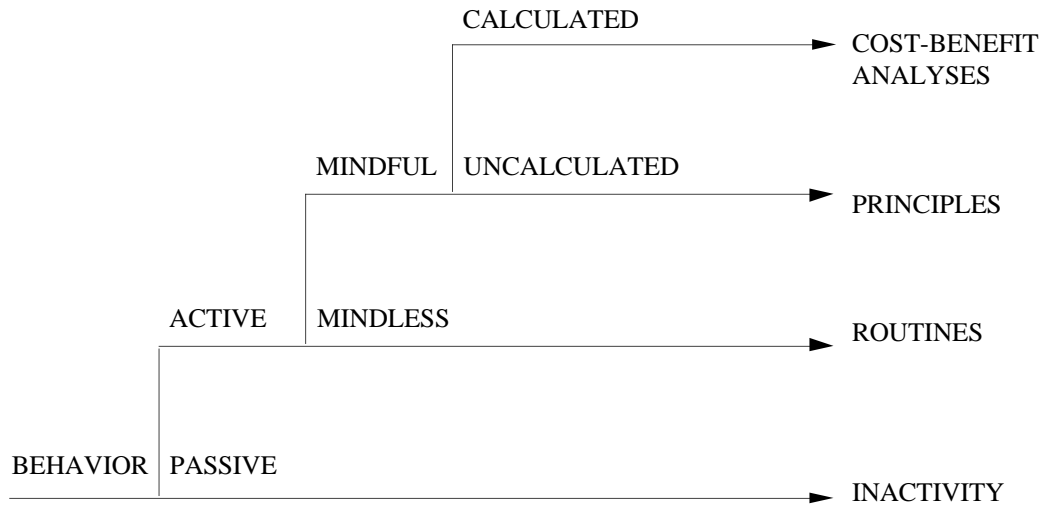 CALCULATED
COST-BENEFIT
ANALYSES
MINDFUL UNCALCULATED
PRINCIPLES
ACTIVE MINDLESS
ROUTINES
BEHAVIOR PASSIVE
INACTIVITY